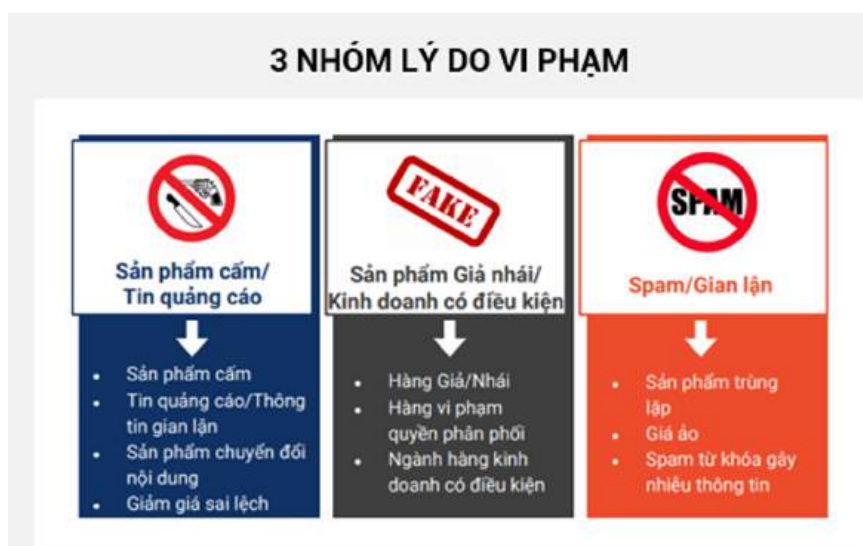 3 NHÓM LÝ DO VI PHẠM
Sản phẩm cấm/
Tin quảng cáo
Sản phẩm cấm
Tin quảng cáo/Thông
tin gian lận
Sản phẩm chuyển đổi
nội dung
Giảm giá sai lệch
FAKE
Sản phẩm Giả nhái/
Kinh doanh có điều kiện
Hàng Giả/Nhái
Hàng vi phạm
quyền phân phối
Ngành hàng kinh
doanh có điều kiện
SPAM
Spam/Gian lận
Sản phẩm trùng
lặp
Giá ảo
Spam từ khóa gây
nhiêu thông tin